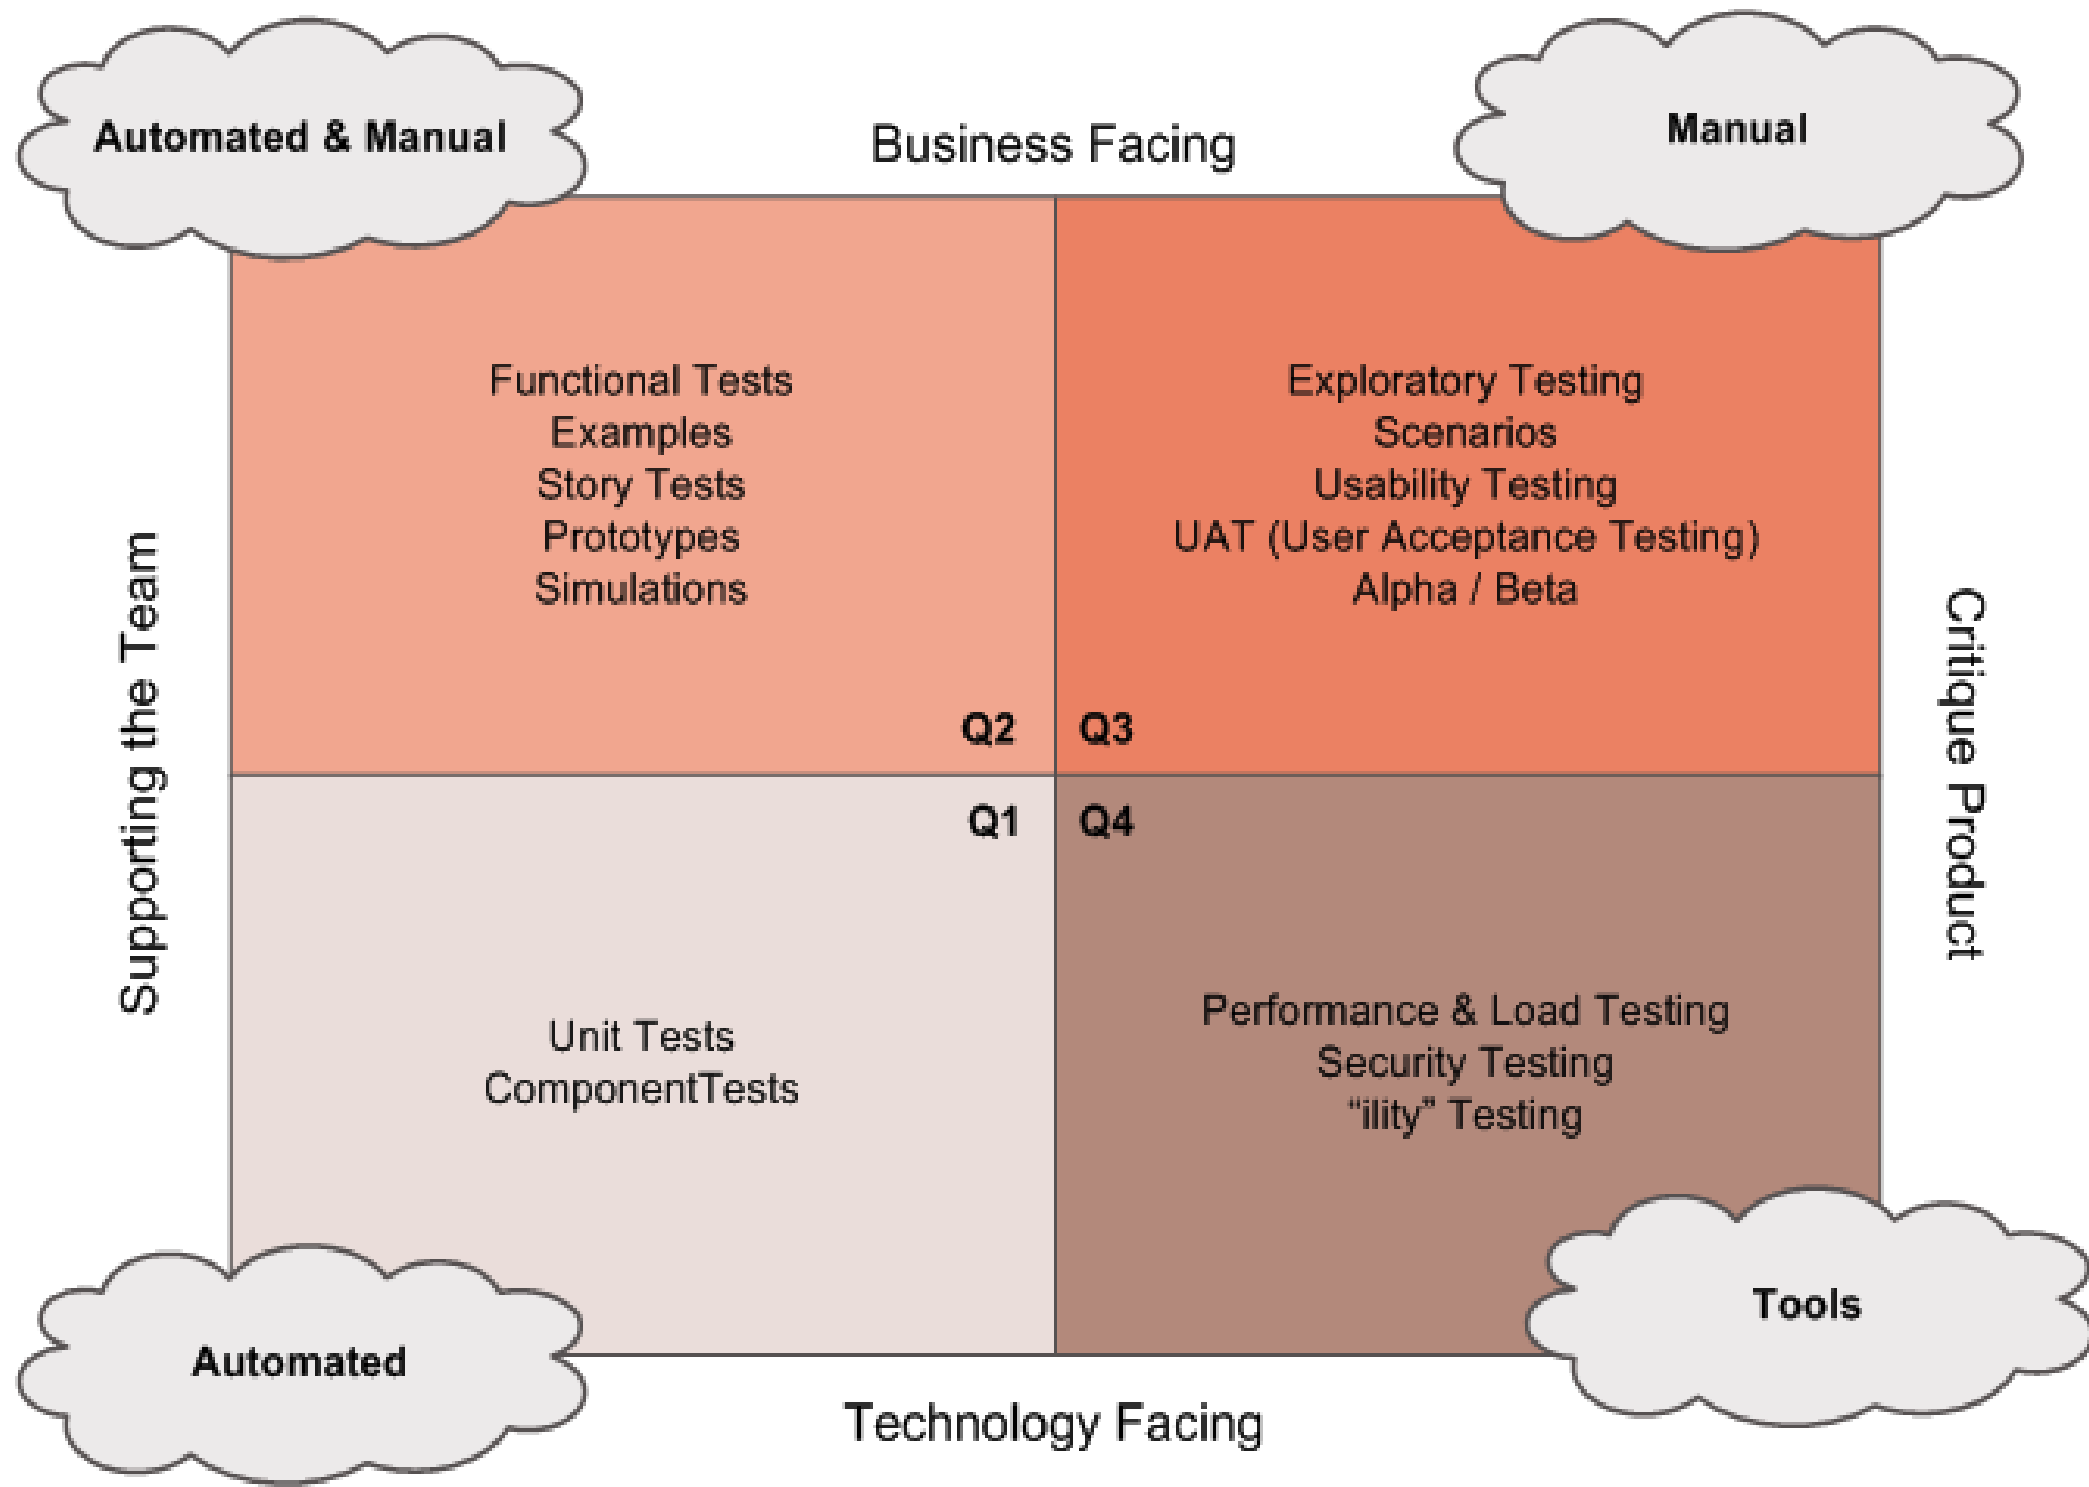 Automated & Manual
Business Facing
Manual
Functional Tests
Examples
Story Tests
Prototypes
Simulations
Q2
Exploratory Testing
Scenarios
Usability Testing
UAT (User Acceptance Testing)
Alpha / Beta
Q3
Supporting the Team
Critique Product
Q1
Unit Tests
ComponentTests
Q4
Performance & Load Testing
Security Testing
“ility” Testing
Automated
Tools
Technology Facing